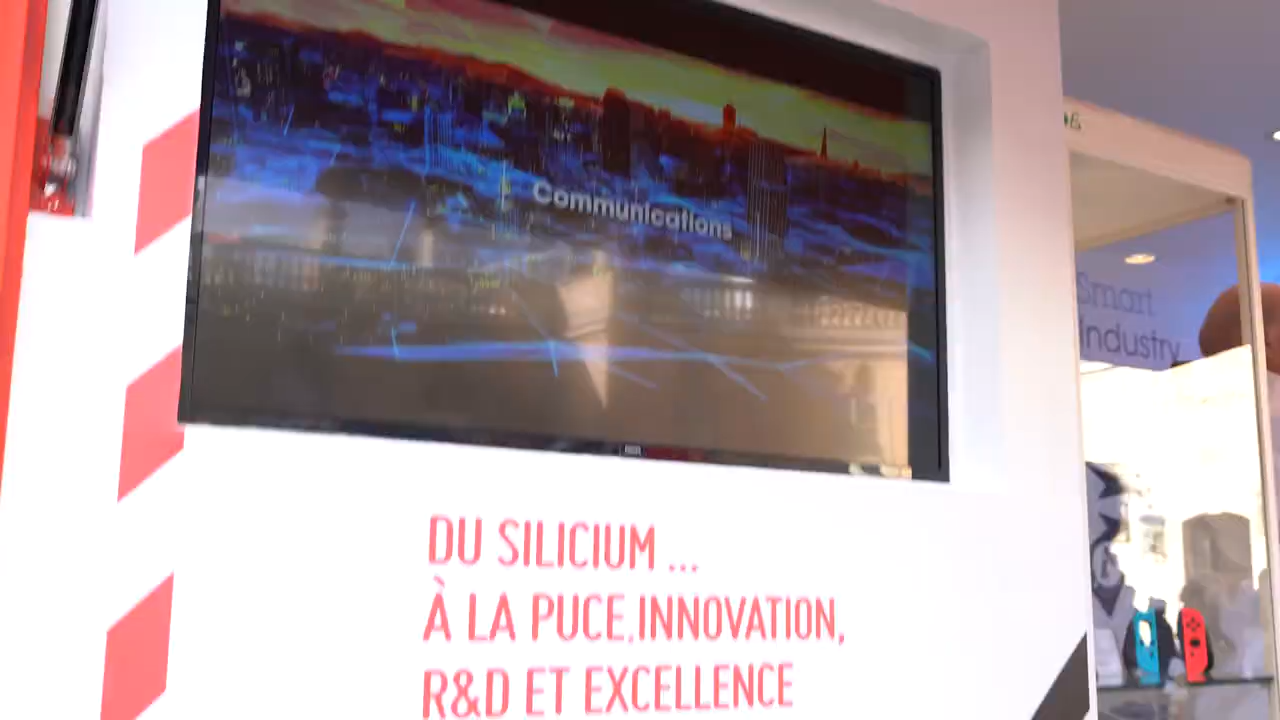 Communications
Smart
Industry
DU SILICIUM ...
À LA PUCE, INNOVATION,
R&D ET EXCELLENCE